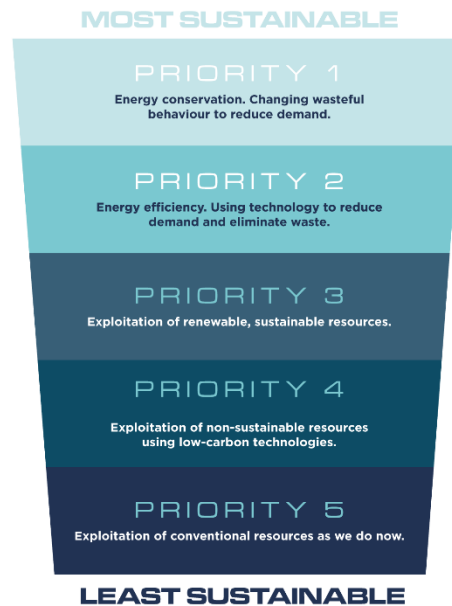 MOST SUSTAINABLE
PRIORITY 1
Energy conservation. Changing wasteful
behaviour to reduce demand.
PRIORITY 2
Energy efficiency. Using technology to reduce
demand and eliminate waste.
PRIORITY 3
Exploitation of renewable, sustainable resources.
PRIORITY 4
Exploitation of non-sustainable resources
using low-carbon technologies.
PRIORITY 5
Exploitation of conventional resources as we do now.
LEAST SUSTAINABLE